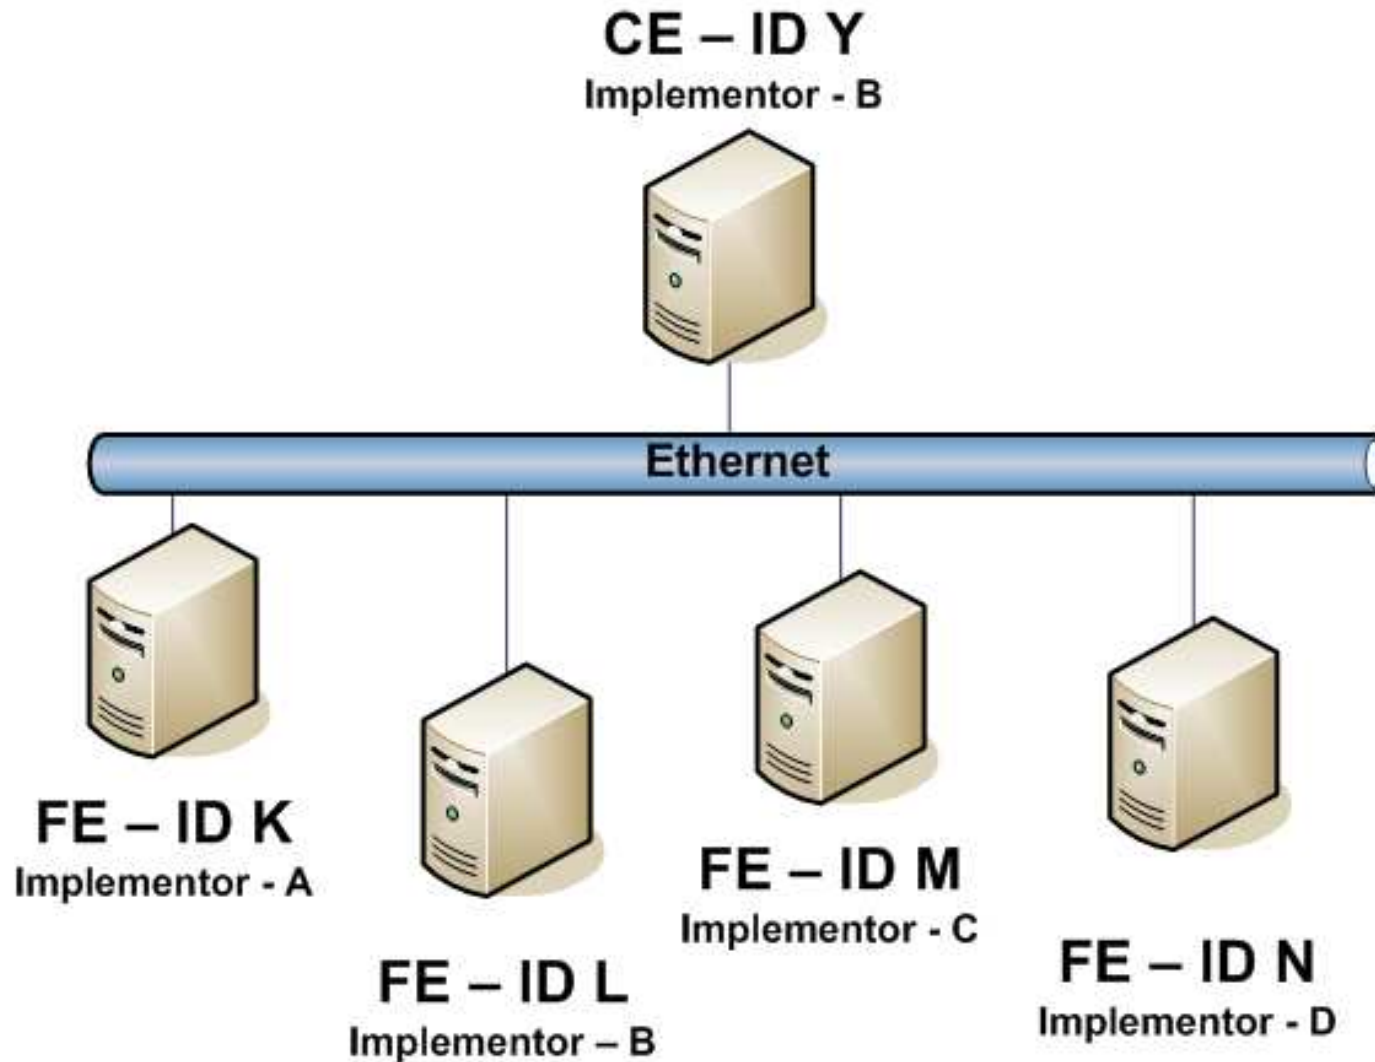 CE – ID Y
Implementor - B
Ethernet
FE – ID K
Implementor - A
FE – ID L
Implementor – B
FE – ID M
Implementor - C
FE – ID N
Implementor - D